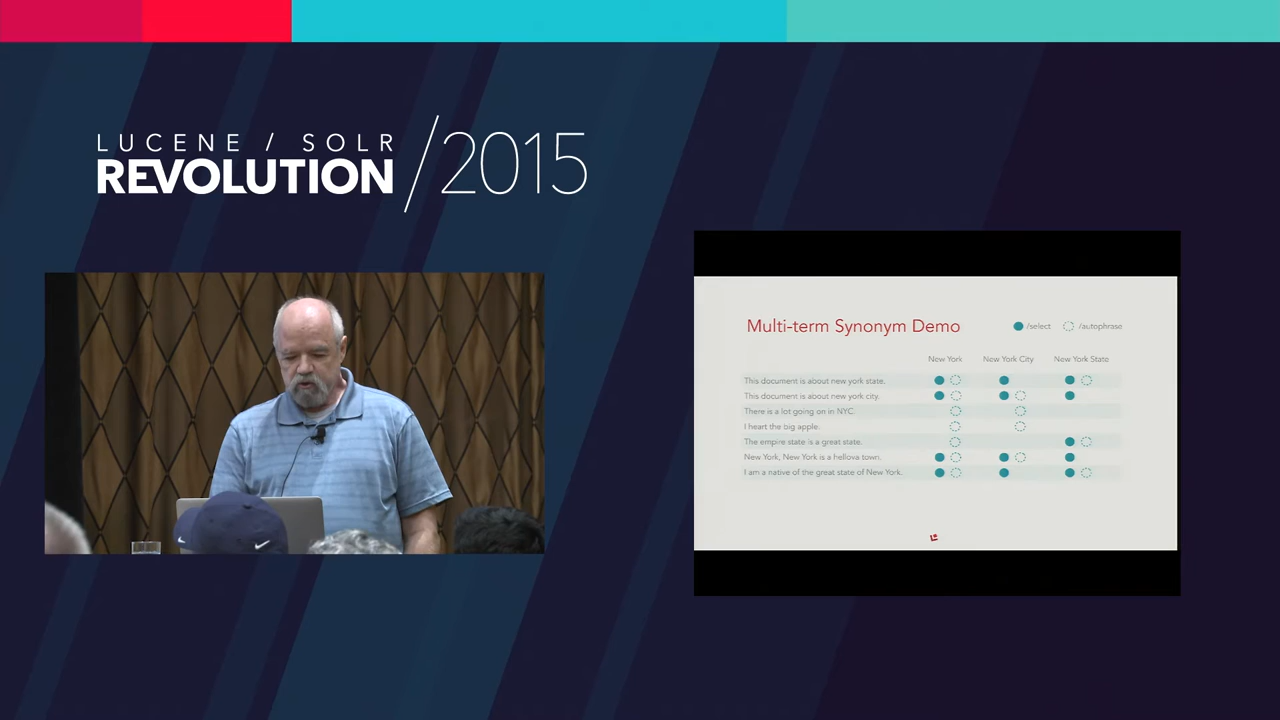 LUCENE / SOLR
REVOLUTION /2015
Multi-term Synonym Demo
/select /autophrase
New York New York City New York State
This document is about new york state.
This document is about new york city.
There is a lot going on in NYC.
I heart the big apple.
The empire state is a great state.
New York, New York is a hellova town.
I am a native of the great state of New York.